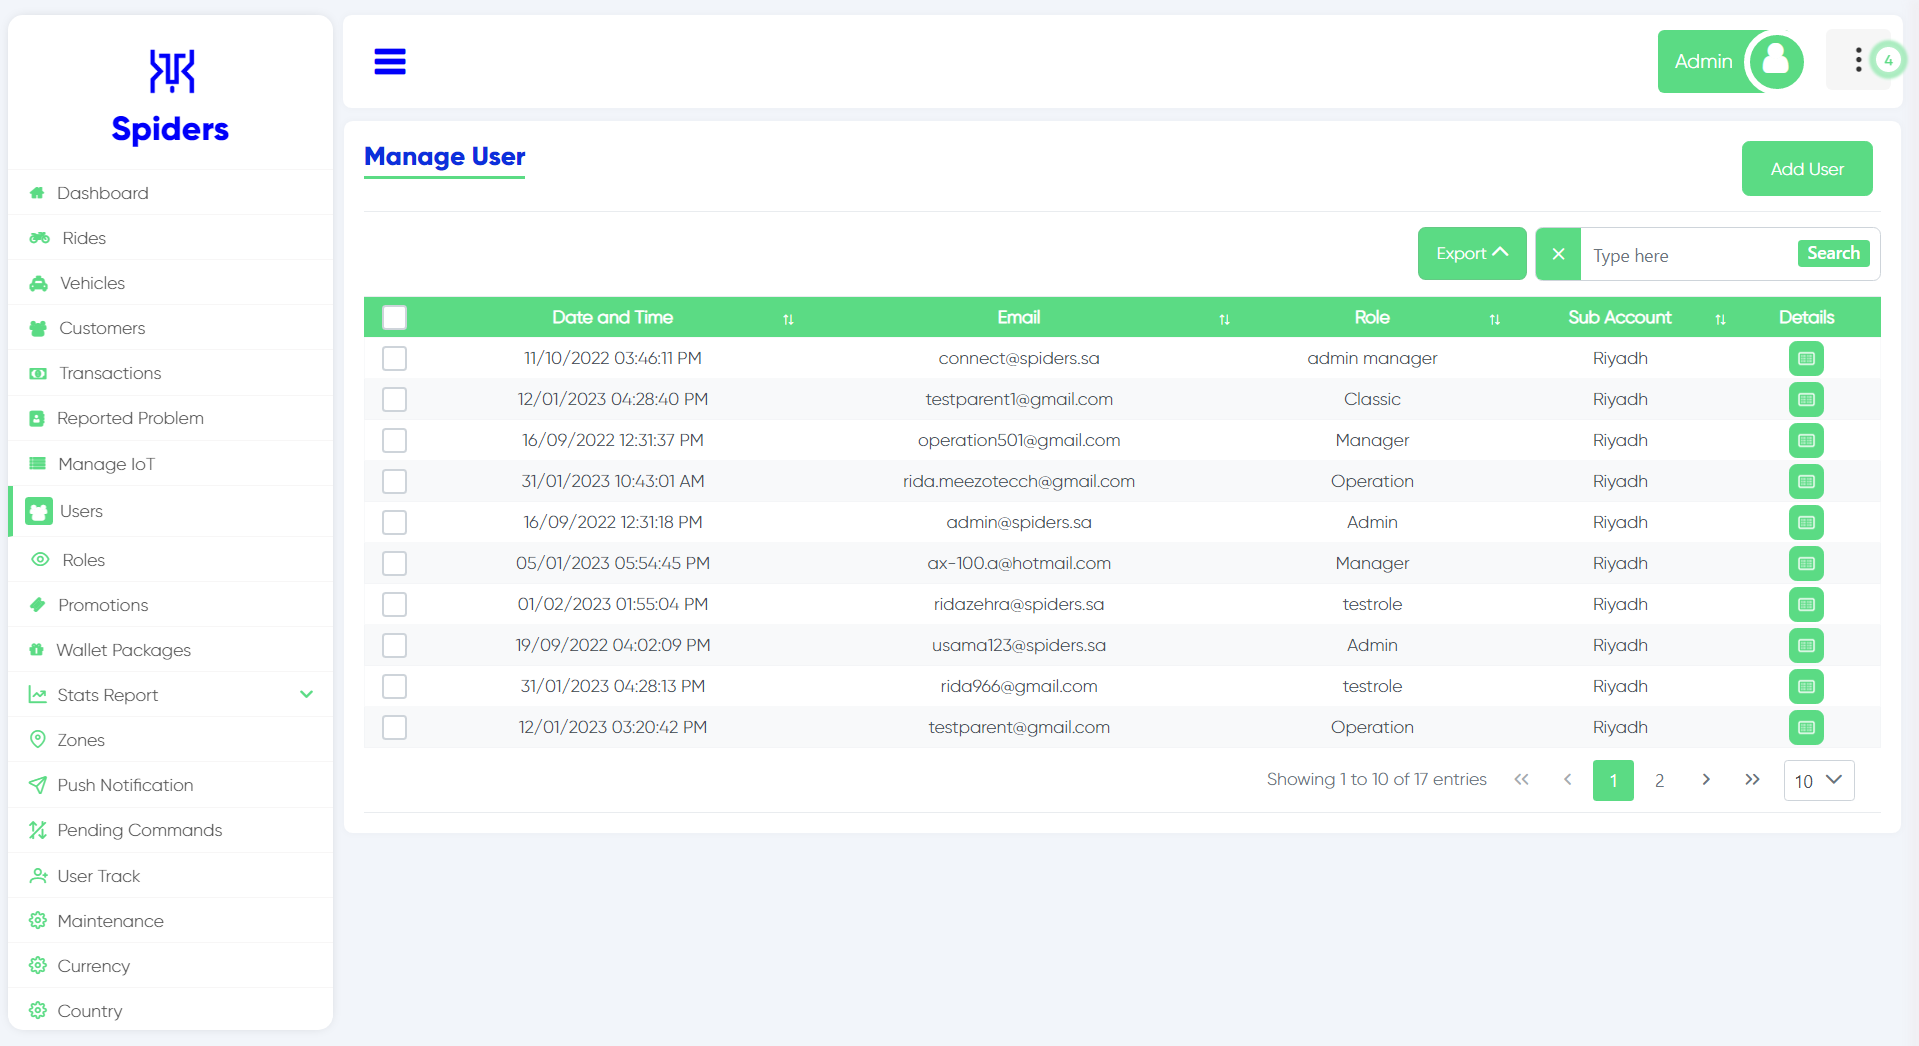 Spiders
Dashboard
Rides
Vehicles
Customers
Transactions
Reported Problem
Manage IoT
Users
Roles
Promotions
Wallet Packages
Stats Report
Zones
Push Notification
Pending Commands
User Track
Maintenance
Currency
Country
Admin
4
Manage User
Add User
Export
Type here
Search
Date and Time Email Role Sub Account Details
11/10/2022 03:46:11 PM connect@spiders.sa admin manager Riyadh
12/01/2023 04:28:40 PM testparent1@gmail.com Classic Riyadh
16/09/2022 12:31:37 PM operation501@gmail.com Manager Riyadh
31/01/2023 10:43:01 AM rida.meezotecch@gmail.com Operation Riyadh
16/09/2022 12:31:18 PM admin@spiders.sa Admin Riyadh
05/01/2023 05:54:45 PM ax-100.a@hotmail.com Manager Riyadh
01/02/2023 01:55:04 PM ridazehra@spiders.sa testrole Riyadh
19/09/2022 04:02:09 PM usama123@spiders.sa Admin Riyadh
31/01/2023 04:28:13 PM rida966@gmail.com testrole Riyadh
12/01/2023 03:20:42 PM testparent@gmail.com Operation Riyadh
Showing 1 to 10 of 17 entries 1 2 10